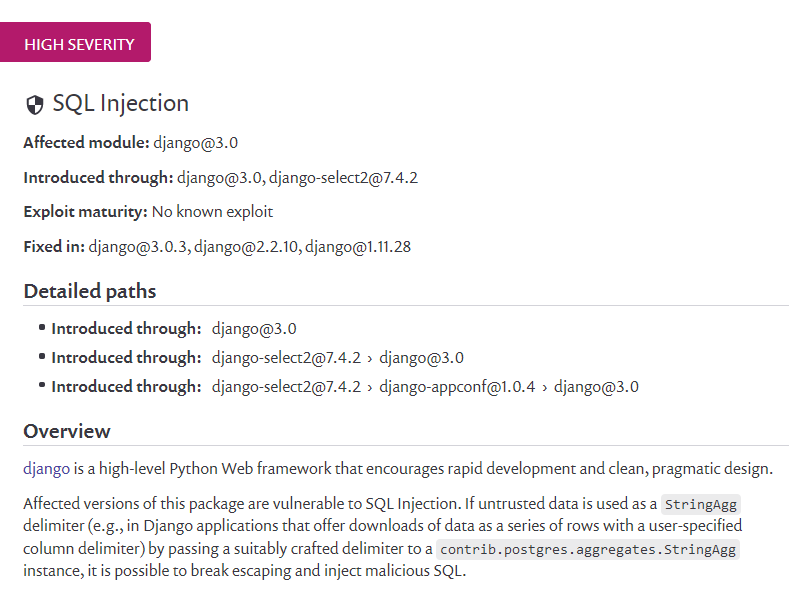 HIGH SEVERITY
SQL Injection
Affected module: django@3.0
Introduced through: django@3.0, django-select2@7.4.2
Exploit maturity: No known exploit
Fixed in: django@3.0.3, django@2.2.10, django@1.11.28
Detailed paths
• Introduced through: django@3.0
• Introduced through: django-select2@7.4.2 › django@3.0
• Introduced through: django-select2@7.4.2 › django-appconf@1.0.4 › django@3.0
Overview
django is a high-level Python Web framework that encourages rapid development and clean, pragmatic design.
Affected versions of this package are vulnerable to SQL Injection. If untrusted data is used as a StringAgg
delimiter (e.g., in Django applications that offer downloads of data as a series of rows with a user-specified
column delimiter) by passing a suitably crafted delimiter to a contrib.postgres.aggregates.StringAgg
instance, it is possible to break escaping and inject malicious SQL.